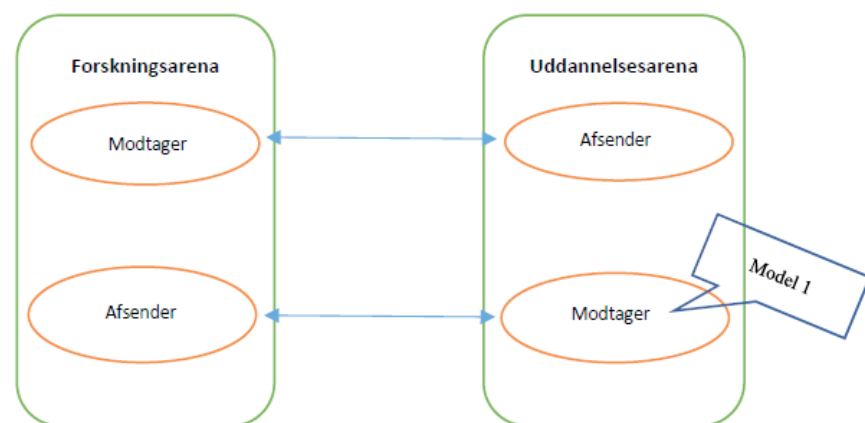 Forskningsarena
Uddannelsesarena
Modtager
Afsender
Afsender
Modtager
Model 1